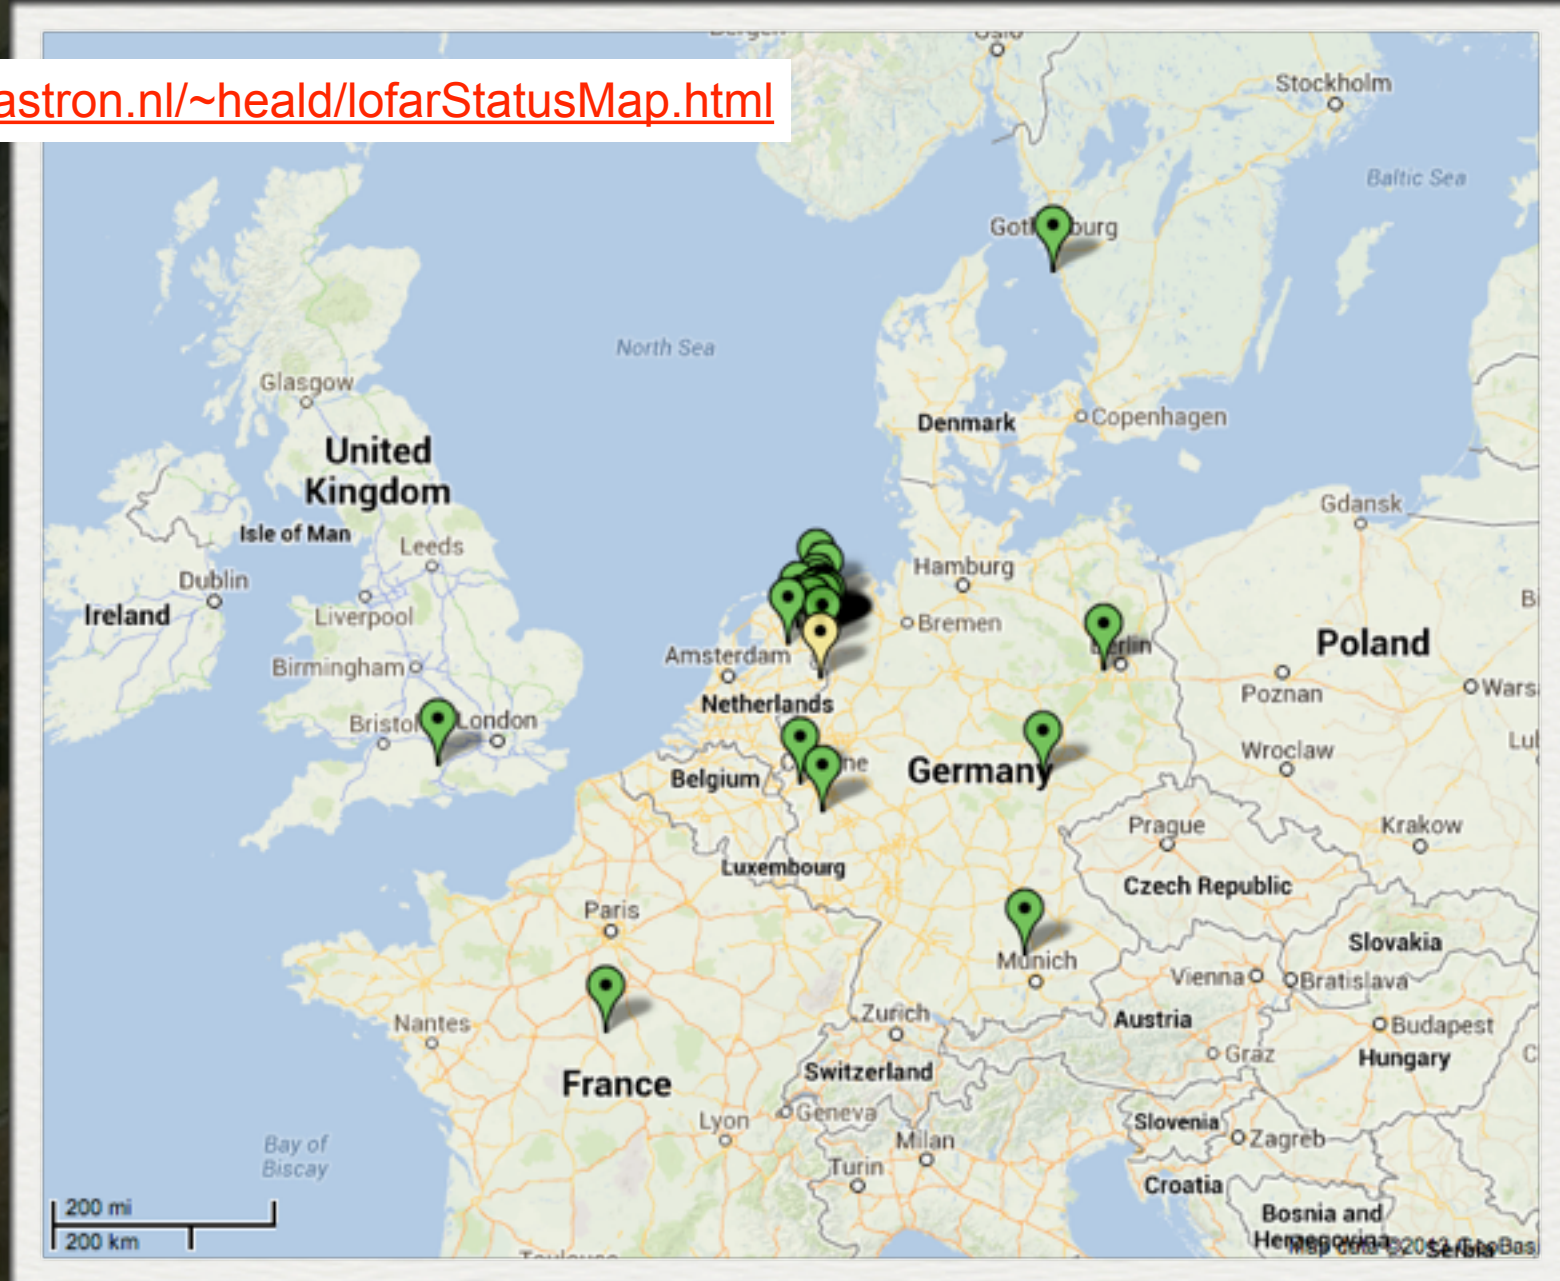 Oslo
Stockholm
astron.nl/~heald/lofarStatusMap.html
Baltic Sea
North Sea
Glasgow
Denmark
Copenhagen
United
Kingdom
Gdansk
Isle of Man
Leeds
Hamburg
Dublin
Ireland
Liverpool
Bremen
Poland
Amsterdam
Birmingham
Poznan
Netherlands
Bristol
London
Wroclaw
Belgium
Germany
Prague
Krakow
Luxembourg
Czech Republic
Paris
Slovakia
Munich
Vienna
Bratislava
Nantes
Zurich
Austria
Budapest
Graz
Hungary
Switzerland
France
Lyon
Geneva
Slovenia
Milan
Zagreb
Bay of
Biscay
Turin
Croatia
200 mi
Bosnia and
200 km
Herzegovina
Serbia